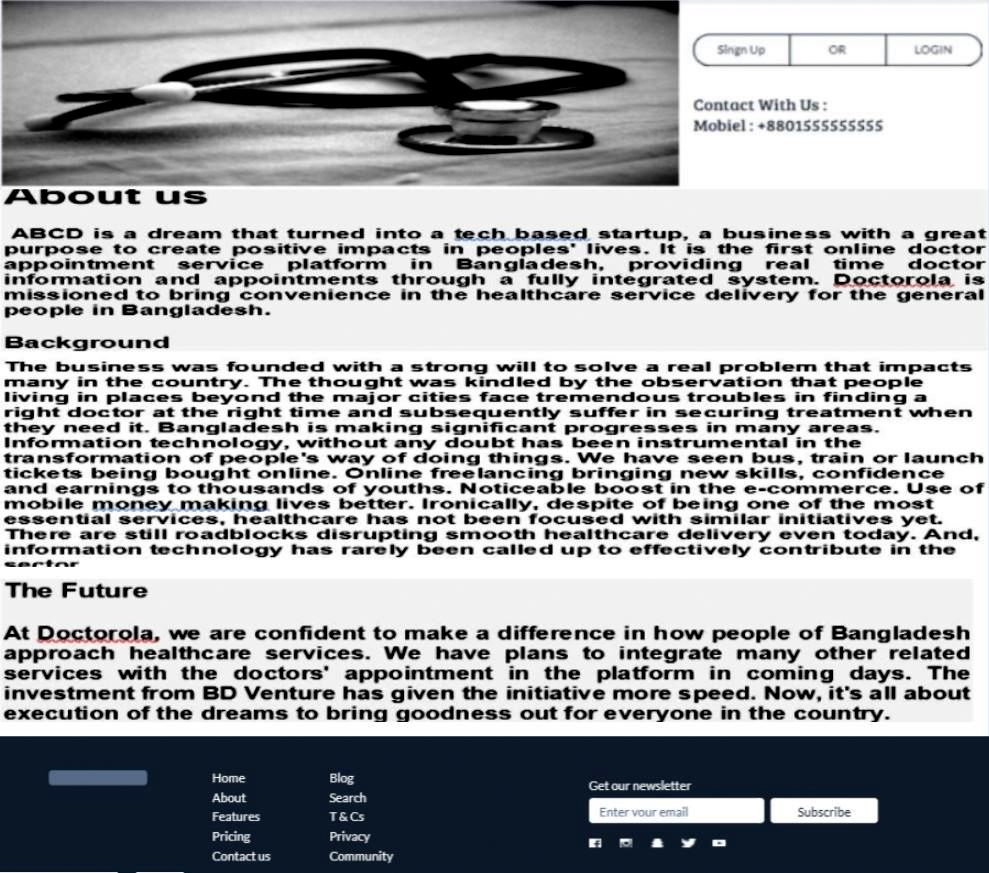 Singn Up OR LOGIN
Contact With Us :
Mobiel : +8801555555555
About us
ABCD is a dream that turned into a tech based startup, a business with a great
purpose to create positive impacts in peoples' lives. It is the first online doctor
appointment service platform in Bangladesh, providing real time doctor
information and appointments through a fully integrated system. Doctorola is
missioned to bring convenience in the healthcare service delivery for the general
people in Bangladesh.
Background
The business was founded with a strong will to solve a real problem that impacts
many in the country. The thought was kindled by the observation that people
living in places beyond the major cities face tremendous troubles in finding a
right doctor at the right time and subsequently suffer in securing treatment when
they need it. Bangladesh is making significant progresses in many areas.
Information technology, without any doubt has been instrumental in the
transformation of people's way of doing things. We have seen bus, train or launch
tickets being bought online. Online freelancing bringing new skills, confidence
and earnings to thousands of youths. Noticeable boost in the e-commerce. Use of
mobile money making lives better. Ironically, despite of being one of the most
essential services, healthcare has not been focused with similar initiatives yet.
There are still roadblocks disrupting smooth healthcare delivery even today. And,
information technology has rarely been called up to effectively contribute in the
sector
The Future
At Doctorola, we are confident to make a difference in how people of Bangladesh
approach healthcare services. We have plans to integrate many other related
services with the doctors' appointment in the platform in coming days. The
investment from BD Venture has given the initiative more speed. Now, it's all about
execution of the dreams to bring goodness out for everyone in the country.
Home
About
Features
Pricing
Contact us
Blog
Search
T & Cs
Privacy
Community
Get our newsletter
Enter your email Subscribe